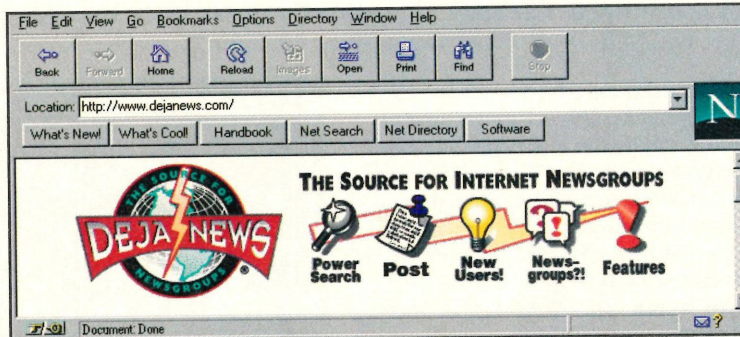 File Edit View Go Bookmarks Options Directory Window Help
Back Forward Home Reload Images Open Print Find Stop
Location: http://www.dejanews.com/
N
What's New! What's Cool! Handbook Net Search Net Directory Software
THE SOURCE FOR
DEJA NEWS
NEWSGROUPS
®
THE SOURCE FOR INTERNET NEWSGROUPS
Power Search
Post
New Users!
News-groups?!
Features
Document: Done